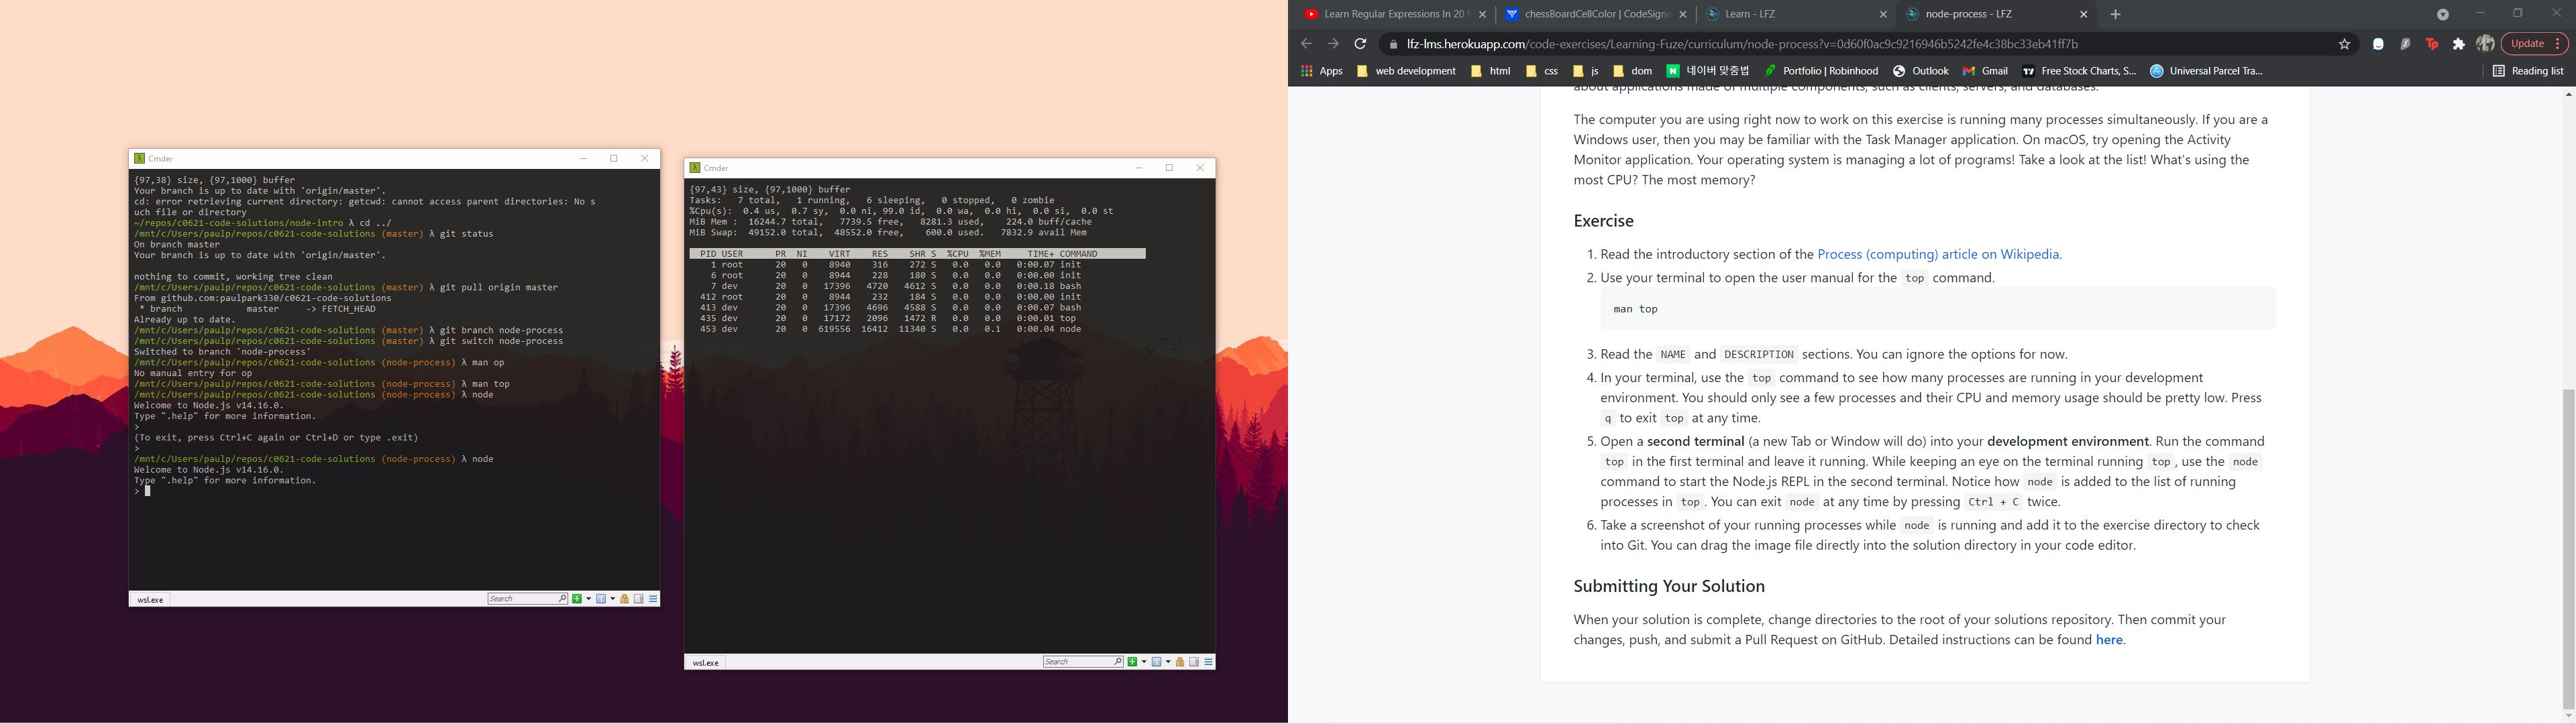 Cmder
{97,38} size, {97,1000} buffer
Your branch is up to date with 'origin/master'.
cd: error retrieving current directory: getcwd: cannot access parent directories: No s
uch file or directory
~/repos/c0621-code-solutions/node-intro λ cd ../
/mnt/c/Users/paulp/repos/c0621-code-solutions (master) λ git status
On branch master
Your branch is up to date with 'origin/master'.
nothing to commit, working tree clean
/mnt/c/Users/paulp/repos/c0621-code-solutions (master) λ git pull origin master
From github.com:paulpark330/c0621-code-solutions
* branch master -> FETCH_HEAD
Already up to date.
/mnt/c/Users/paulp/repos/c0621-code-solutions (master) λ git branch node-process
/mnt/c/Users/paulp/repos/c0621-code-solutions (master) λ git switch node-process
Switched to branch 'node-process'
/mnt/c/Users/paulp/repos/c0621-code-solutions (node-process) λ man op
No manual entry for op
/mnt/c/Users/paulp/repos/c0621-code-solutions (node-process) λ man top
/mnt/c/Users/paulp/repos/c0621-code-solutions (node-process) λ node
Welcome to Node.js v14.16.0.
Type ".help" for more information.
>
(To exit, press Ctrl+C again or Ctrl+D or type .exit)
>
/mnt/c/Users/paulp/repos/c0621-code-solutions (node-process) λ node
Welcome to Node.js v14.16.0.
Type ".help" for more information.
>
wsl.exe
Search
Cmder
{97,43} size, {97,1000} buffer
Tasks: 7 total, 1 running, 6 sleeping, 0 stopped, 0 zombie
%Cpu(s): 0.4 us, 0.7 sy, 0.0 ni, 99.0 id, 0.0 wa, 0.0 hi, 0.0 si, 0.0 st
MiB Mem : 16244.7 total, 7739.5 free, 8281.3 used, 224.0 buff/cache
MiB Swap: 49152.0 total, 48552.0 free, 600.0 used. 7832.9 avail Mem
PID USER PR NI VIRT RES SHR S %CPU %MEM TIME+ COMMAND
1 root 20 0 8940 316 272 S 0.0 0.0 0:00.07 init
6 root 20 0 8944 228 180 S 0.0 0.0 0:00.00 init
7 dev 20 0 17396 4720 4612 S 0.0 0.0 0:00.18 bash
412 root 20 0 8944 232 184 S 0.0 0.0 0:00.00 init
413 dev 20 0 17396 4696 4588 S 0.0 0.0 0:00.07 bash
435 dev 20 0 17172 2096 1472 R 0.0 0.0 0:00.01 top
453 dev 20 0 619556 16412 11340 S 0.0 0.1 0:00.04 node
wsl.exe
Search
Learn Regular Expressions In 20 M
chessBoardCellColor | CodeSigna
Learn - LFZ
node-process - LFZ
lfz-lms.herokuapp.com/code-exercises/Learning-Fuze/curriculum/node-process?v=0d60f0ac9c9216946b5242fe4c38bc33eb41ff7b
Update
Apps
web development
html
css
js
dom
네이버 맞춤법
Portfolio | Robinhood
Outlook
Gmail
Free Stock Charts, S...
Universal Parcel Tra...
Reading list
about applications made of multiple components, such as clients, servers, and databases.
The computer you are using right now to work on this exercise is running many processes simultaneously. If you are a
Windows user, then you may be familiar with the Task Manager application. On macOS, try opening the Activity
Monitor application. Your operating system is managing a lot of programs! Take a look at the list! What's using the
most CPU? The most memory?
Exercise
1. Read the introductory section of the Process (computing) article on Wikipedia.
2. Use your terminal to open the user manual for the top command.
man top
3. Read the NAME and DESCRIPTION sections. You can ignore the options for now.
4. In your terminal, use the top command to see how many processes are running in your development
environment. You should only see a few processes and their CPU and memory usage should be pretty low. Press
q to exit top at any time.
5. Open a second terminal (a new Tab or Window will do) into your development environment. Run the command
top in the first terminal and leave it running. While keeping an eye on the terminal running top, use the node
command to start the Node.js REPL in the second terminal. Notice how node is added to the list of running
processes in top. You can exit node at any time by pressing Ctrl + C twice.
6. Take a screenshot of your running processes while node is running and add it to the exercise directory to check
into Git. You can drag the image file directly into the solution directory in your code editor.
Submitting Your Solution
When your solution is complete, change directories to the root of your solutions repository. Then commit your
changes, push, and submit a Pull Request on GitHub. Detailed instructions can be found here.